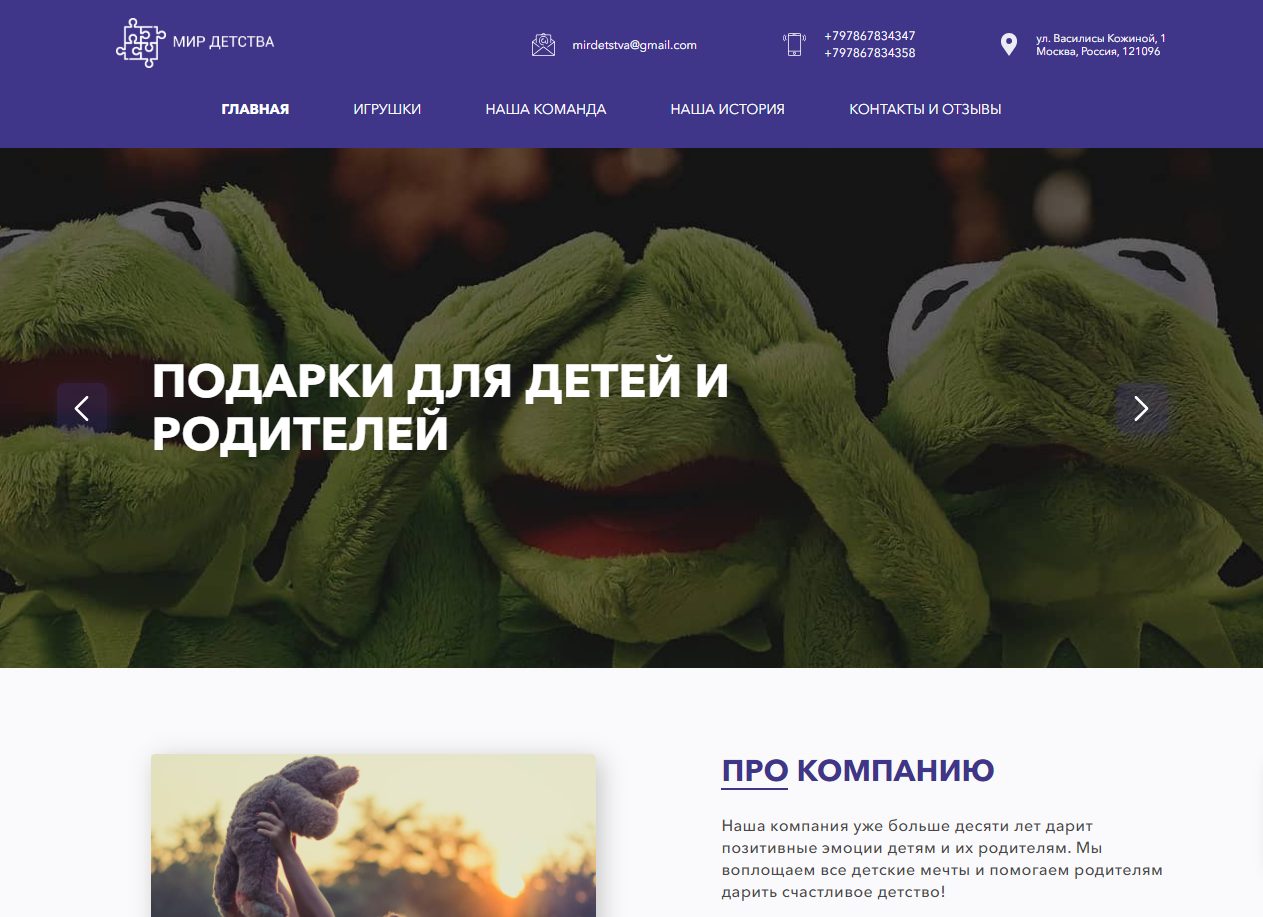 МИР ДЕТСТВА
mirdetstva@gmail.com
+797867834347
+797867834358
ул. Василисы Кожиной, 1
Москва, Россия, 121096
ГЛАВНАЯ
ИГРУШКИ
НАША КОМАНДА
НАША ИСТОРИЯ
КОНТАКТЫ И ОТЗЫВЫ
ПОДАРКИ ДЛЯ ДЕТЕЙ И
РОДИТЕЛЕЙ
ПРО КОМПАНИЮ
Наша компания уже больше десяти лет дарит
позитивные эмоции детям и их родителям. Мы
воплощаем все детские мечты и помогаем родителям
дарить счастливое детство!